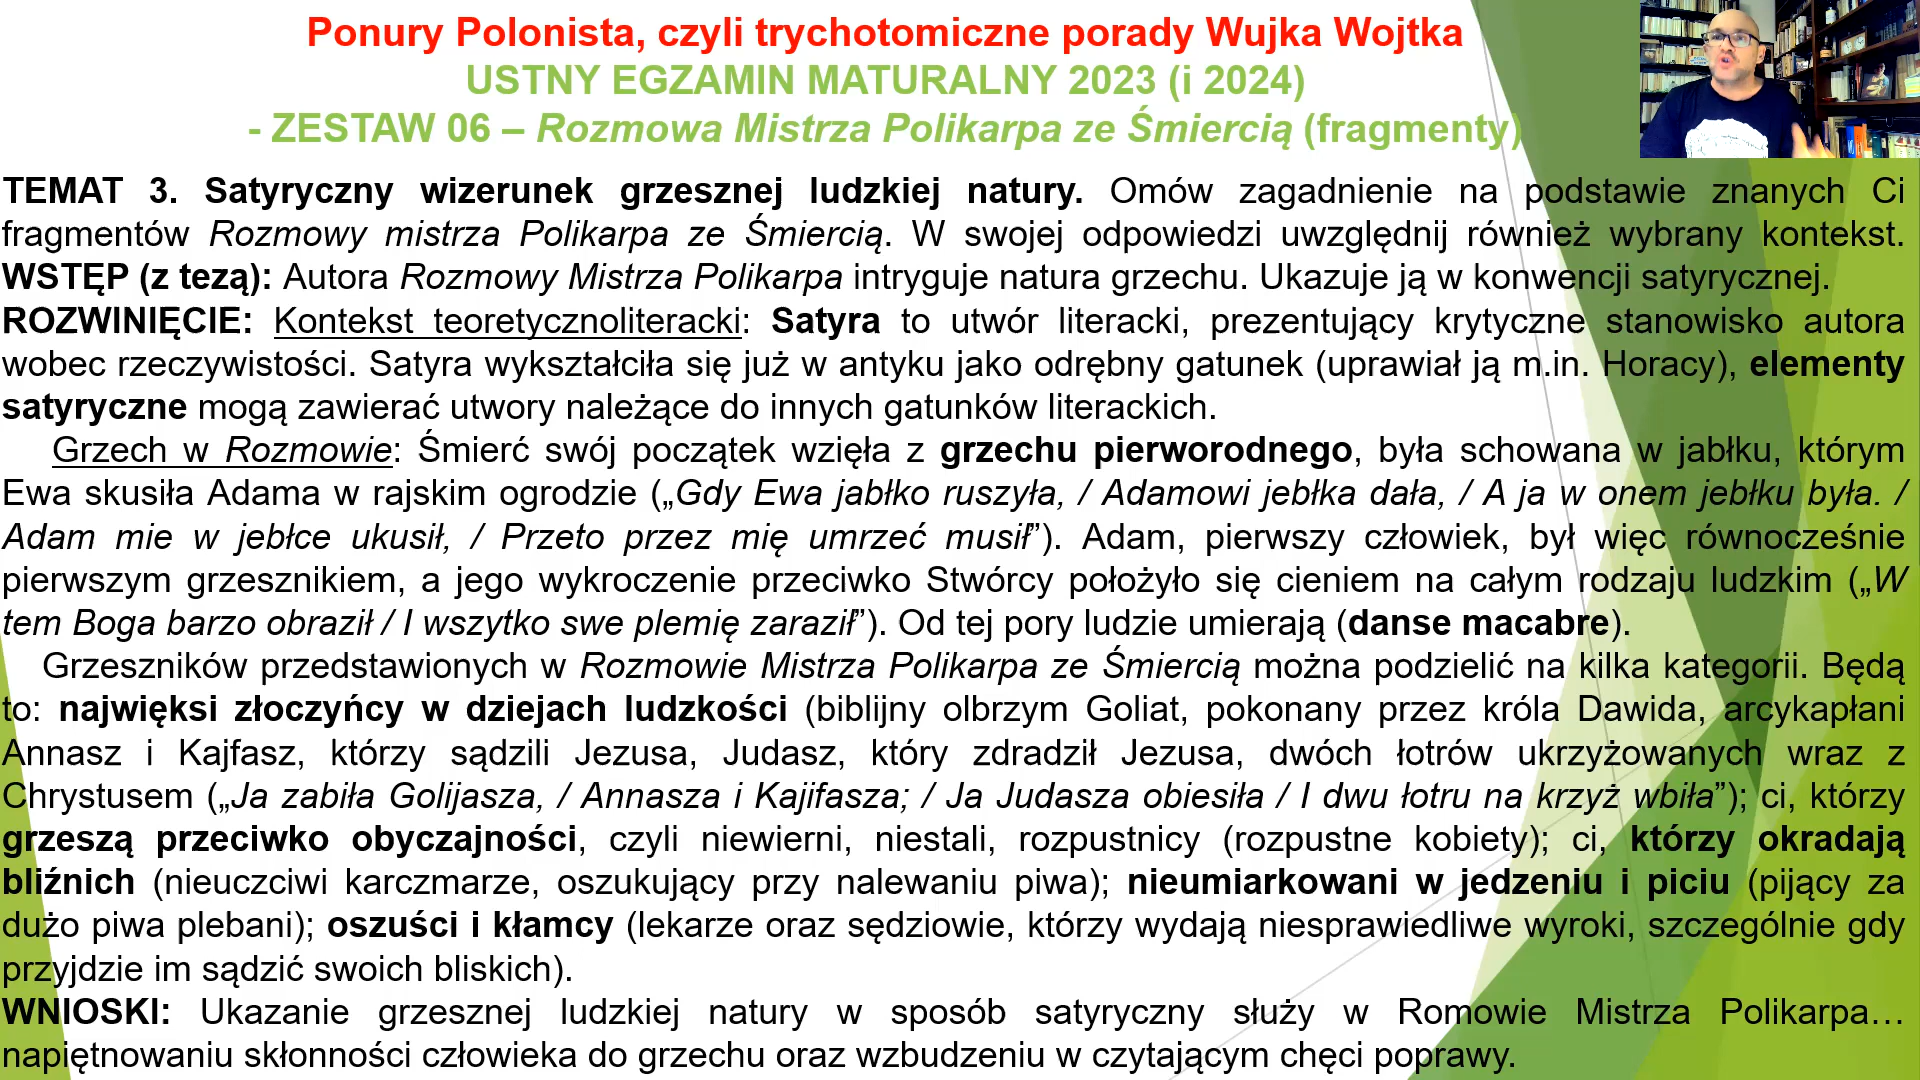 Ponury Polonista, czyli trychotomiczne porady Wujka Wojtka
USTNY EGZAMIN MATURALNY 2023 (i 2024)
- ZESTAW 06 – Rozmowa Mistrza Polikarpa ze Śmiercią (fragmenty)
TEMAT 3. Satyryczny wizerunek grzesznej ludzkiej natury. Omów zagadnienie na podstawie znanych Ci
fragmentów Rozmowy mistrza Polikarpa ze Śmiercią. W swojej odpowiedzi uwzględnij również wybrany kontekst.
WSTĘP (z tezą): Autora Rozmowy Mistrza Polikarpa intryguje natura grzechu. Ukazuje ją w konwencji satyrycznej.
ROZWINIĘCIE: Kontekst teoretycznoliteracki: Satyra to utwór literacki, prezentujący krytyczne stanowisko autora
wobec rzeczywistości. Satyra wykształciła się już w antyku jako odrębny gatunek (uprawiał ją m.in. Horacy), elementy
satyryczne mogą zawierać utwory należące do innych gatunków literackich.
Grzech w Rozmowie: Śmierć swój początek wzięła z grzechu pierworodnego, była schowana w jabłku, którym
Ewa skusiła Adama w rajskim ogrodzie („Gdy Ewa jabłko ruszyła, / Adamowi jebłka dała, / A ja w onem jebłku była. /
Adam mie w jebłce ukusił, / Przeto przez mię umrzeć musił”). Adam, pierwszy człowiek, był więc równocześnie
pierwszym grzesznikiem, a jego wykroczenie przeciwko Stwórcy położyło się cieniem na całym rodzaju ludzkim („W
tem Boga barzo obraził / I wszytko swe plemię zaraził”). Od tej pory ludzie umierają (danse macabre).
Grzeszników przedstawionych w Rozmowie Mistrza Polikarpa ze Śmiercią można podzielić na kilka kategorii. Będą
to: najwięksi złoczyńcy w dziejach ludzkości (biblijny olbrzym Goliat, pokonany przez króla Dawida, arcykapłani
Annasz i Kajfasz, którzy sądzili Jezusa, Judasz, który zdradził Jezusa, dwóch łotrów ukrzyżowanych wraz z
Chrystusem („Ja zabiła Golijasza, / Annasza i Kajifasza; / Ja Judasza obiesiła / I dwu łotru na krzyż wbiła”); ci, którzy
grzeszą przeciwko obyczajności, czyli niewierni, niestali, rozpustnicy (rozpustne kobiety); ci, którzy okradają
bliźnich (nieuczciwi karczmarze, oszukujący przy nalewaniu piwa); nieumiarkowani w jedzeniu i piciu (pijący za
dużo piwa plebani); oszuści i kłamcy (lekarze oraz sędziowie, którzy wydają niesprawiedliwe wyroki, szczególnie gdy
przyjdzie im sądzić swoich bliskich).
WNIOSKI: Ukazanie grzesznej ludzkiej natury w sposób satyryczny służy w Romowie Mistrza Polikarpa…
napiętnowaniu skłonności człowieka do grzechu oraz wzbudzeniu w czytającym chęci poprawy.